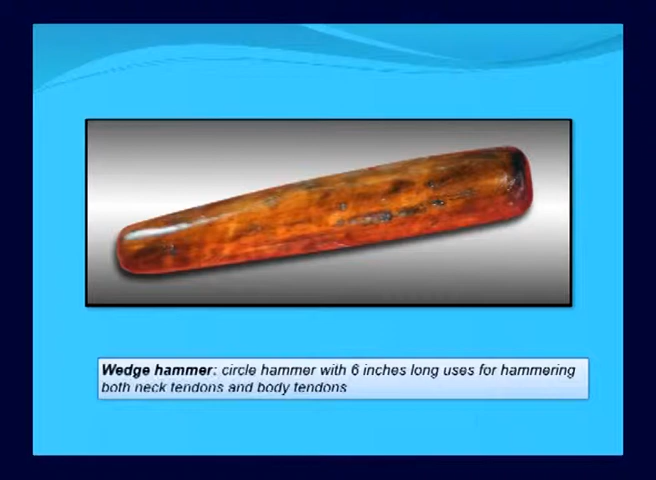 Wedge hammer: circle hammer with 6 inches long uses for hammering
both neck tendons and body tendons